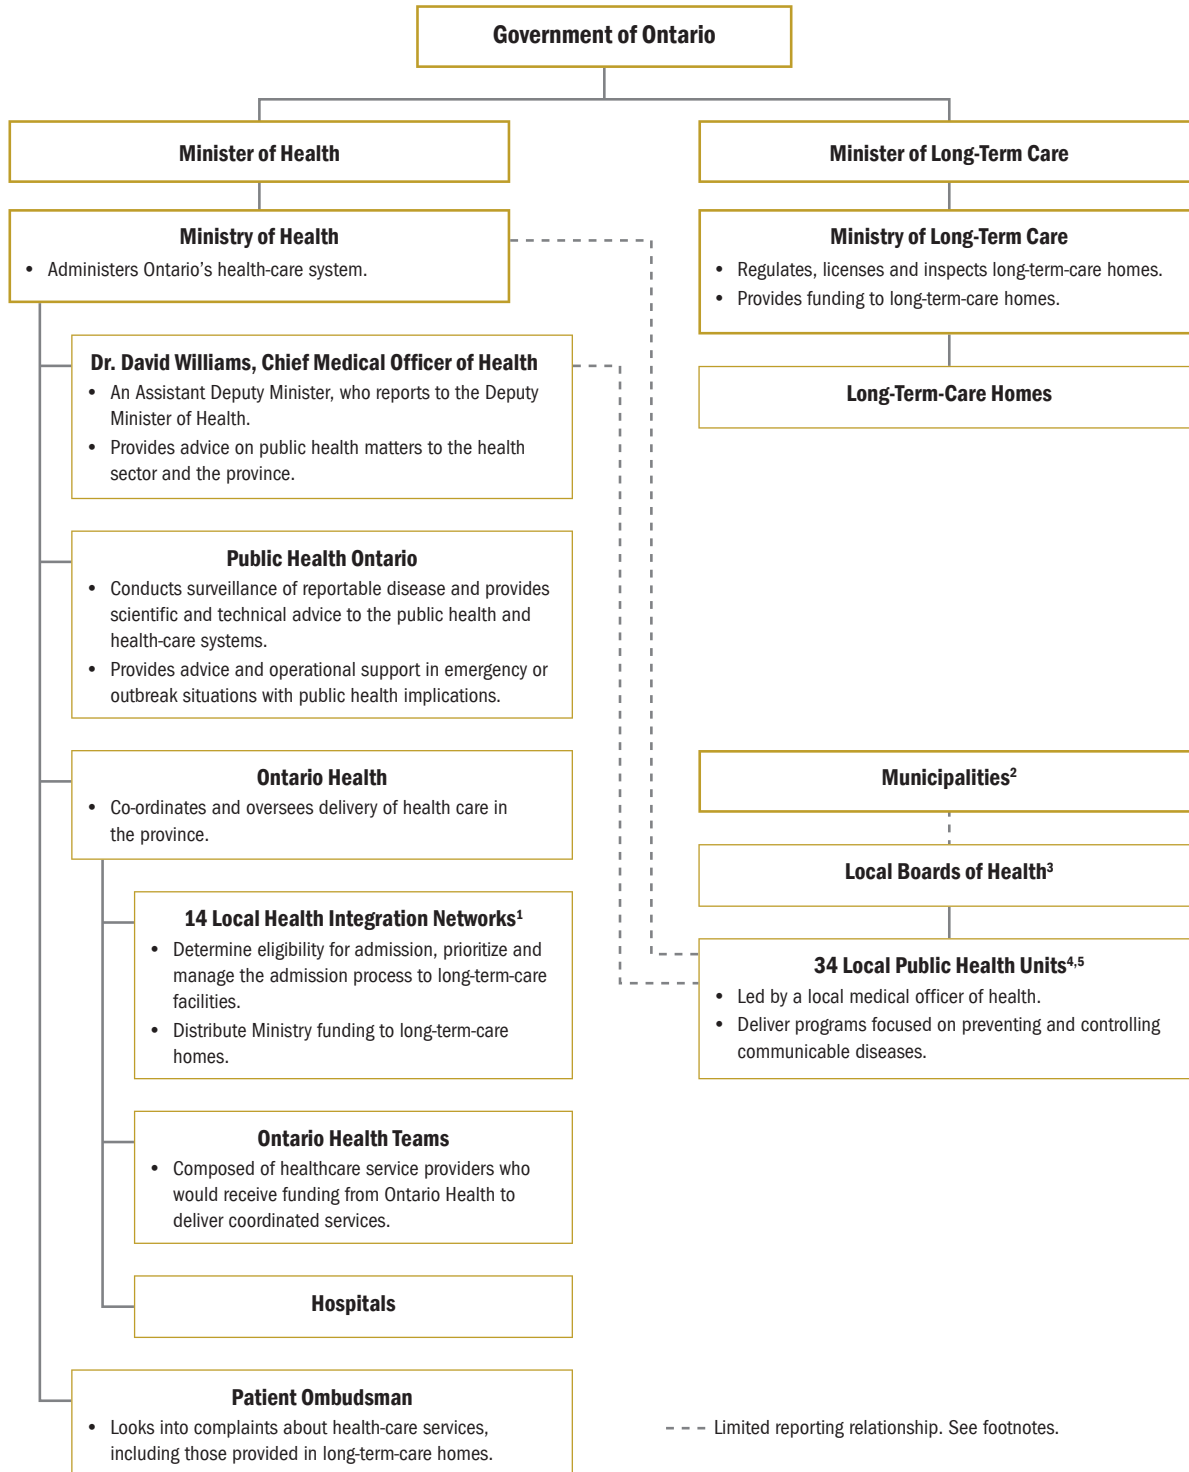 Government of Ontario
Minister of Health
Minister of Long-Term Care
Ministry of Health
• Administers Ontario's health-care system.
Ministry of Long-Term Care
• Regulates, licenses and inspects long-term-care homes.
• Provides funding to long-term-care homes.
Dr. David Williams, Chief Medical Officer of Health
• An Assistant Deputy Minister, who reports to the Deputy
Minister of Health.
• Provides advice on public health matters to the health
sector and the province.
Long-Term-Care Homes
Public Health Ontario
• Conducts surveillance of reportable disease and provides
scientific and technical advice to the public health and
health-care systems.
• Provides advice and operational support in emergency or
outbreak situations with public health implications.
Ontario Health
• Co-ordinates and oversees delivery of health care in
the province.
Municipalities²
Local Boards of Health³
14 Local Health Integration Networks¹
• Determine eligibility for admission, prioritize and
manage the admission process to long-term-care
facilities.
• Distribute Ministry funding to long-term-care
homes.
34 Local Public Health Units⁴,⁵
• Led by a local medical officer of health.
• Deliver programs focused on preventing and controlling
communicable diseases.
Ontario Health Teams
• Composed of healthcare service providers who
would receive funding from Ontario Health to
deliver coordinated services.
Hospitals
Patient Ombudsman
• Looks into complaints about health-care services,
including those provided in long-term-care homes.
Limited reporting relationship. See footnotes.